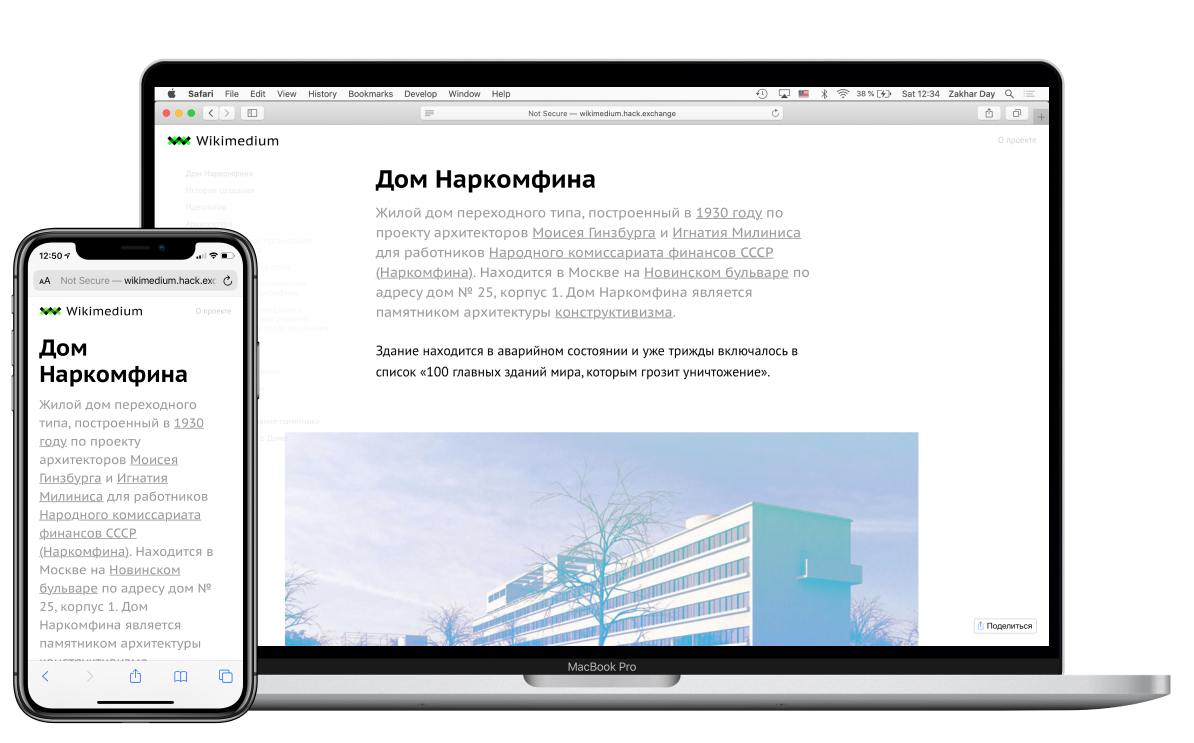 Safari File Edit View History Bookmarks Develop Window Help
38 %
Sat 12:34 Zakhar Day
Not Secure — wikimedium.hack.exchange
Wikimedium
О проекте
Дом Наркомфина
История создания
Идеология
Дом Наркомфина
Жилой дом переходного типа, построенный в 1930 году по
проекту архитекторов Моисея Гинзбурга и Игнатия Милиниса
для работников Народного комиссариата финансов СССР
(Наркомфина). Находится в Москве на Новинском бульваре по
адресу дом № 25, корпус 1. Дом Наркомфина является
памятником архитектуры конструктивизма.
Здание находится в аварийном состоянии и уже трижды включалось в
список «100 главных зданий мира, которым грозит уничтожение».
Поделиться
MacBook Pro
12:50
AA Not Secure — wikimedium.hack.exc
Wikimedium
О проекте
Дом
Наркомфина
Жилой дом переходного
типа, построенный в 1930
году по проекту
архитекторов Моисея
Гинзбурга и Игнатия
Милиниса для работников
Народного комиссариата
финансов СССР
(Наркомфина). Находится в
Москве на Новинском
бульваре по адресу дом №
25, корпус 1. Дом
Наркомфина является
памятником архитектуры
конструктивизма